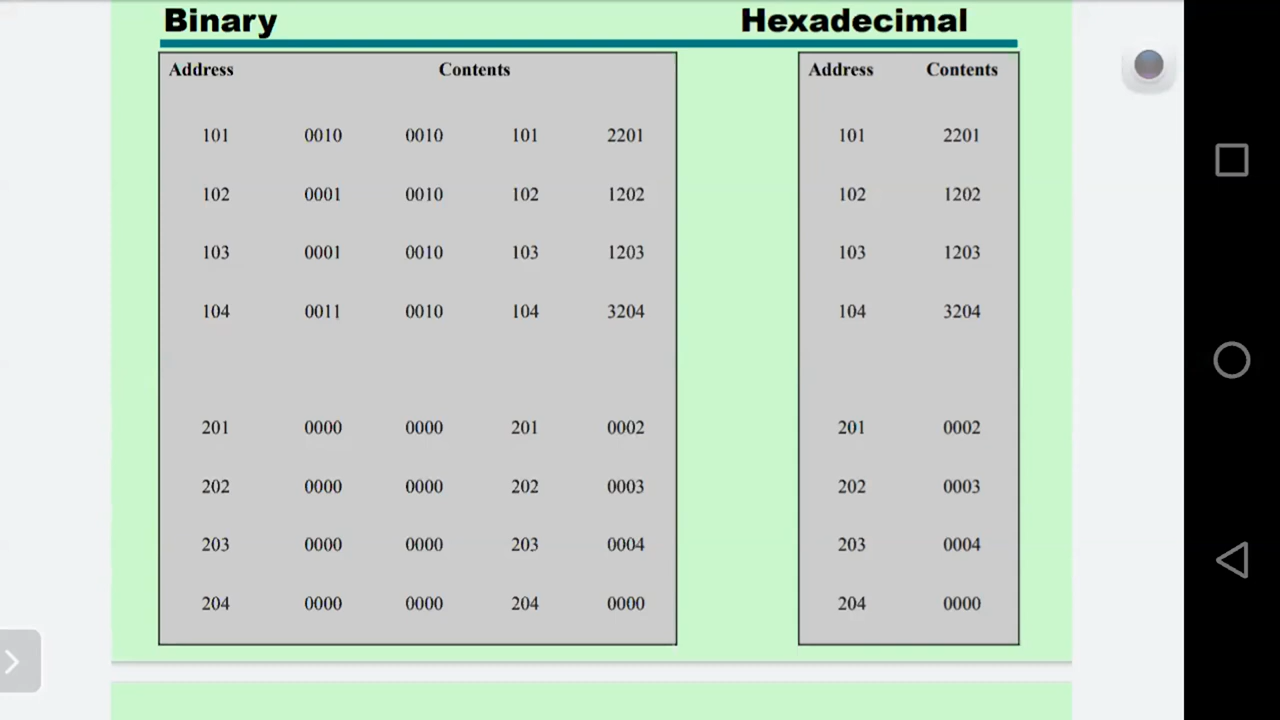 Binary Hexadecimal
Address Contents Address Contents
101 0010 0010 101 2201 101 2201
102 0001 0010 102 1202 102 1202
103 0001 0010 103 1203 103 1203
104 0011 0010 104 3204 104 3204
201 0000 0000 201 0002 201 0002
202 0000 0000 202 0003 202 0003
203 0000 0000 203 0004 203 0004
204 0000 0000 204 0000 204 0000